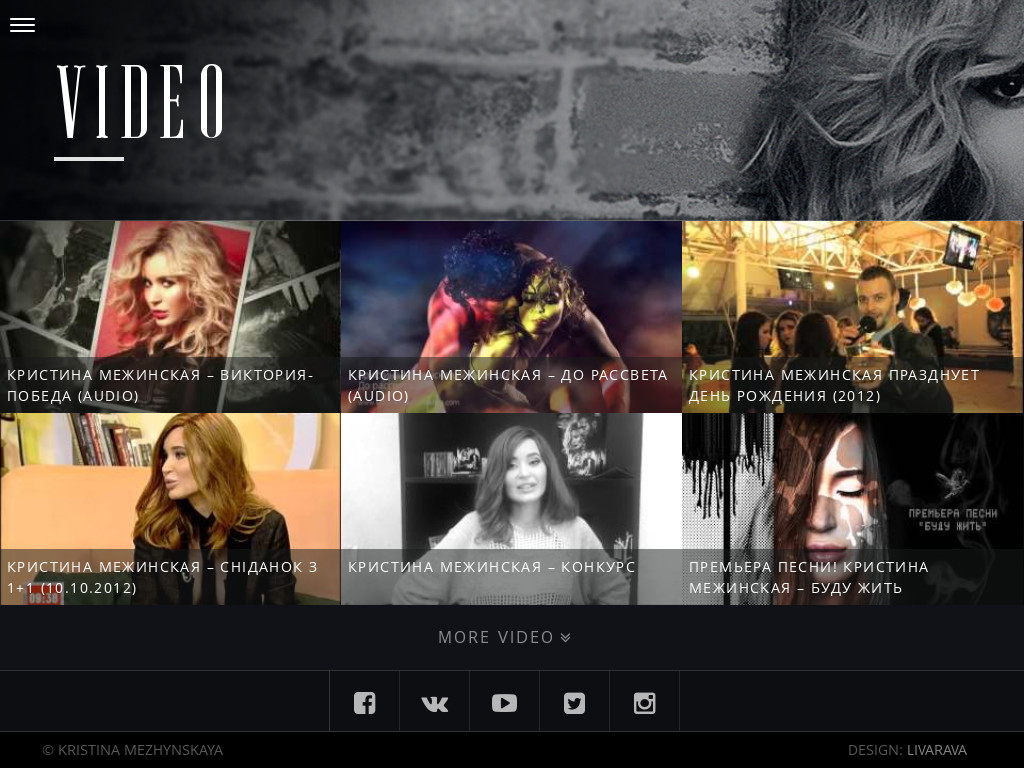 VIDEO
КРИСТИНА МЕЖИНСКАЯ – ВИКТОРИЯ-
ПОБЕДА (AUDIO)
КРИСТИНА МЕЖИНСКАЯ – ДО РАССВЕТА
(AUDIO)
КРИСТИНА МЕЖИНСКАЯ ПРАЗДНУЕТ
ДЕНЬ РОЖДЕНИЯ (2012)
КРИСТИНА МЕЖИНСКАЯ – СНІДАНОК З
1+1 (10.10.2012)
КРИСТИНА МЕЖИНСКАЯ – КОНКУРС
ПРЕМЬЕРА ПЕСНИ
"БУДУ ЖИТЬ"
ПРЕМЬЕРА ПЕСНИ! КРИСТИНА
МЕЖИНСКАЯ – БУДУ ЖИТЬ
MORE VIDEO
© KRISTINA MEZHYNSKAYA
DESIGN: LIVARAVA